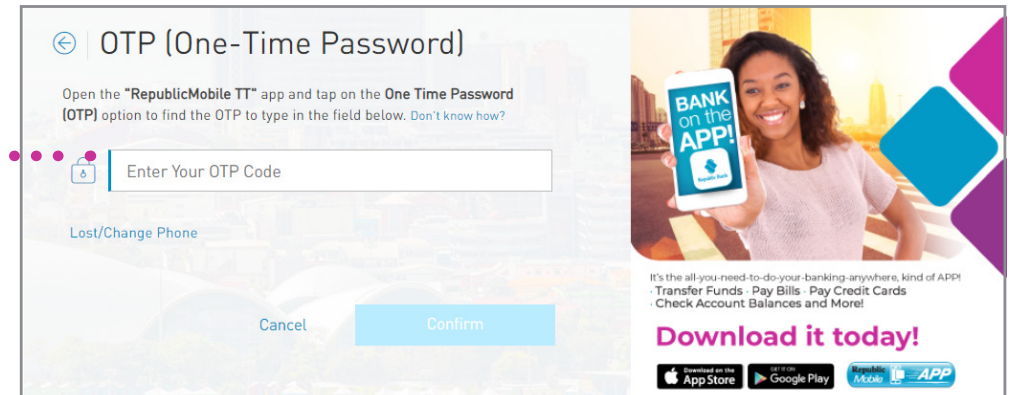 OTP (One-Time Password)
Open the "RepublicMobile TT" app and tap on the One Time Password
(OTP) option to find the OTP to type in the field below. Don't know how?
Enter Your OTP Code
Lost/Change Phone
Cancel
Confirm
BANK
on the
APP!
Republic Bank
It's the all-you-need-to-do-your-banking-anywhere, kind of APP!
· Transfer Funds · Pay Bills · Pay Credit Cards
· Check Account Balances and More!
Download it today!
Download on the
App Store
GET IT ON
Google Play
Republic
Mobile
APP